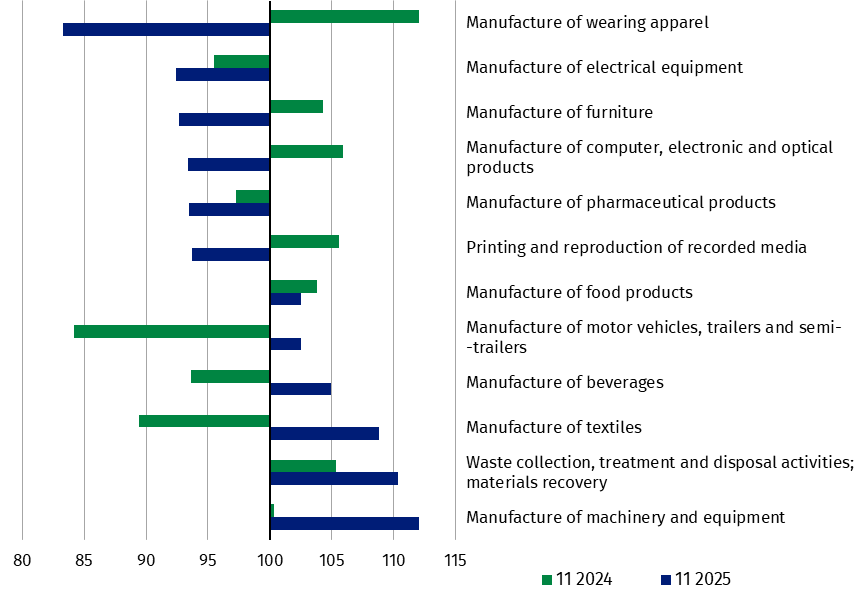 Manufacture of wearing apparel
Manufacture of electrical equipment
Manufacture of furniture
Manufacture of computer, electronic and optical
products
Manufacture of pharmaceutical products
Printing and reproduction of recorded media
Manufacture of food products
Manufacture of motor vehicles, trailers and semi-
-trailers
Manufacture of beverages
Manufacture of textiles
Waste collection, treatment and disposal activities;
materials recovery
Manufacture of machinery and equipment
80 85 90 95 100 105 110 115
11 2024 11 2025